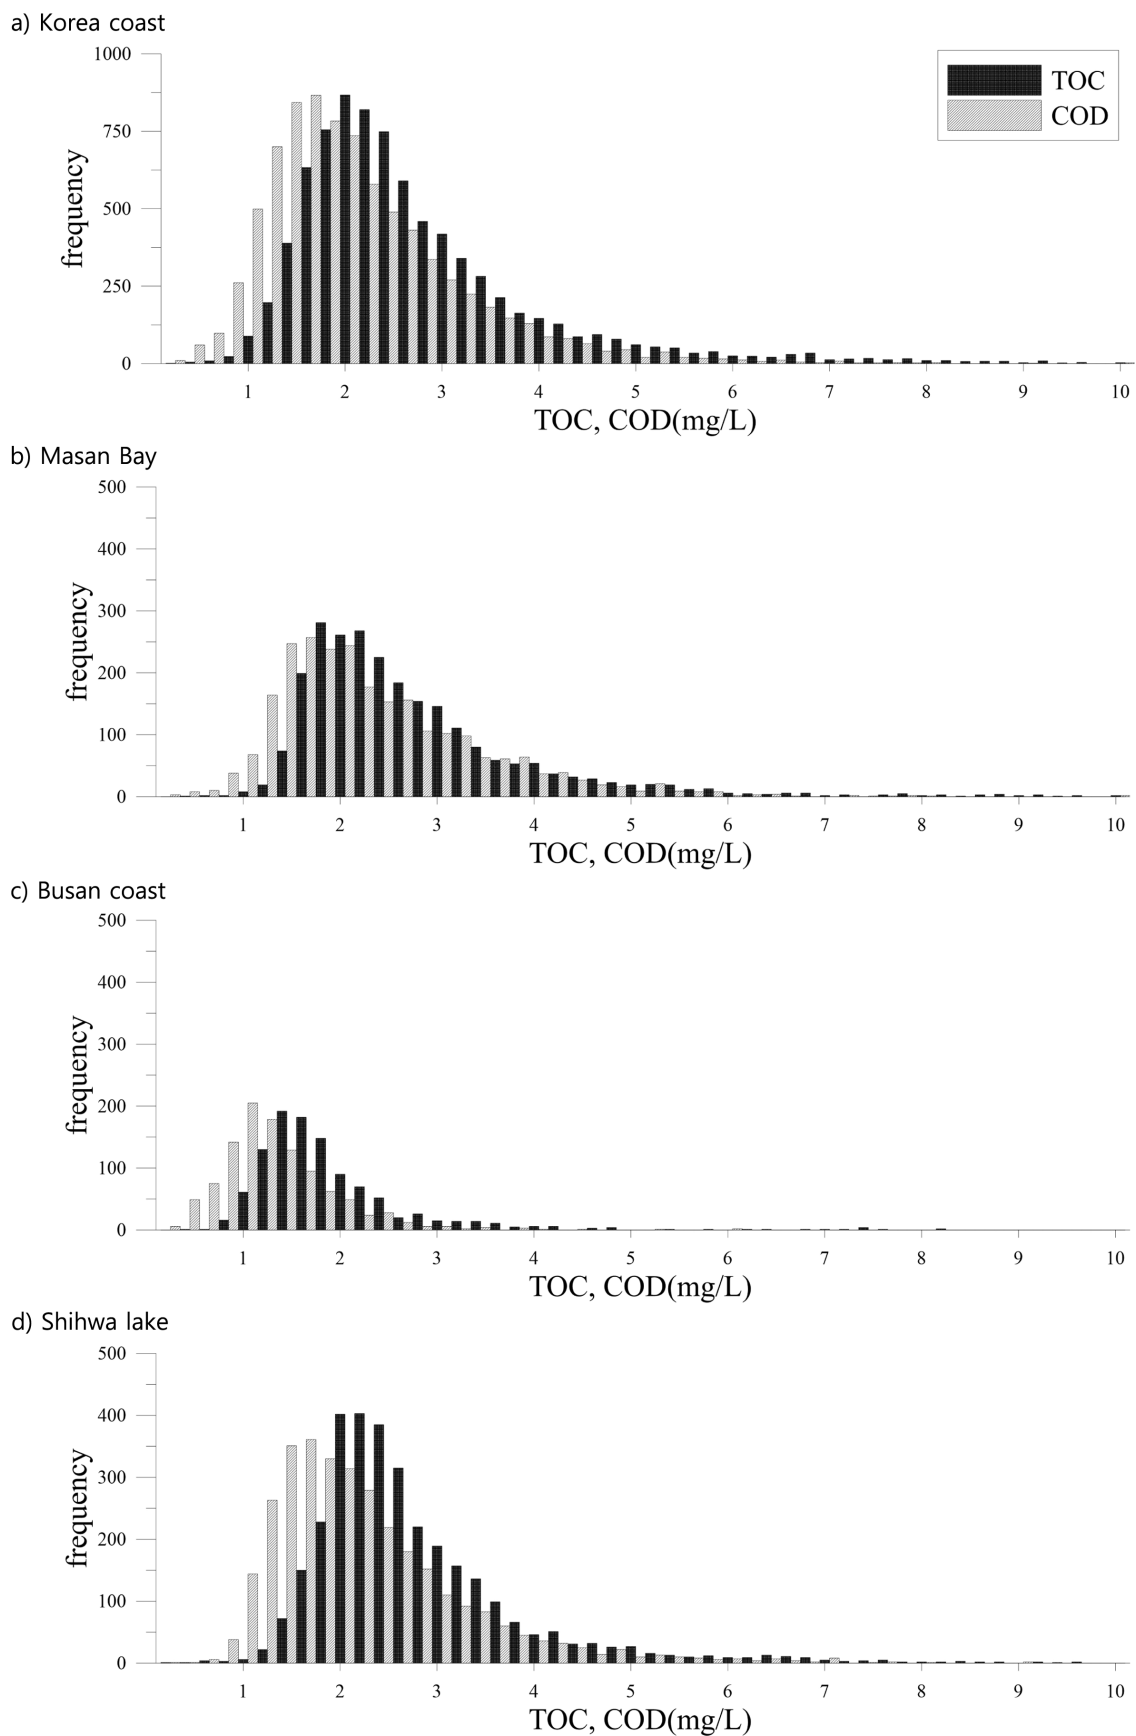 a) Korea coast
1000
750
500
250
0
frequency
TOC
COD
1 2 3 4 5 6 7 8 9 10
TOC, COD(mg/L)
b) Masan Bay
500
400
300
200
100
0
frequency
1 2 3 4 5 6 7 8 9 10
TOC, COD(mg/L)
c) Busan coast
500
400
300
200
100
0
frequency
1 2 3 4 5 6 7 8 9 10
TOC, COD(mg/L)
d) Shihwa lake
500
400
300
200
100
0
frequency
1 2 3 4 5 6 7 8 9 10
TOC, COD(mg/L)